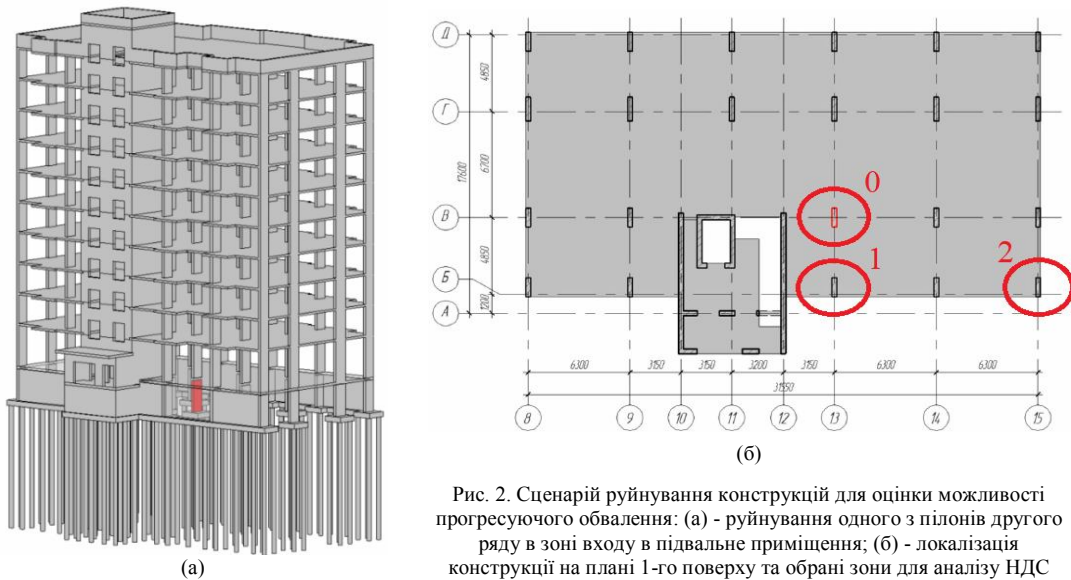 Д
Г
В
Б
А
4850
6700
4850
1200
17600
0
1
2
6300
3150
3150
3200
3150
6300
6300
31550
8
9
10
11
12
13
14
15
(а)
(б)
Рис. 2. Сценарій руйнування конструкцій для оцінки можливості
прогресуючого обвалення: (а) - руйнування одного з пілонів другого
ряду в зоні входу в підвальне приміщення; (б) - локалізація
конструкції на плані 1-го поверху та обрані зони для аналізу НДС